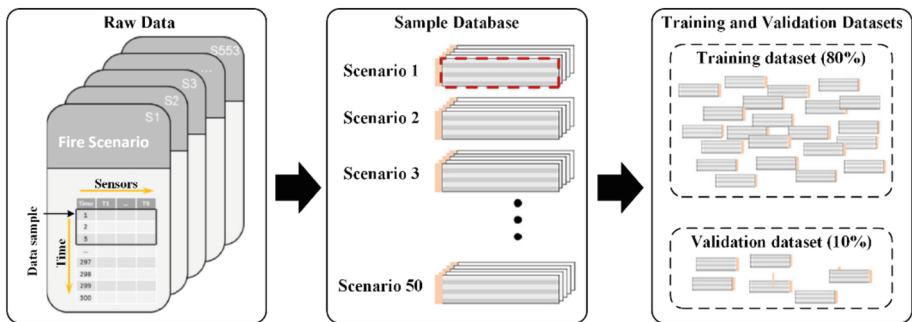 Raw Data
S553
...
S3
S2
S1
Fire Scenario
Sensors
Time T1 ... T9
1
2
3
...
297
298
299
300
Data sample
Time
Sample Database
Scenario 1
Scenario 2
Scenario 3
Scenario 50
Training and Validation Datasets
Training dataset (80%)
Validation dataset (10%)